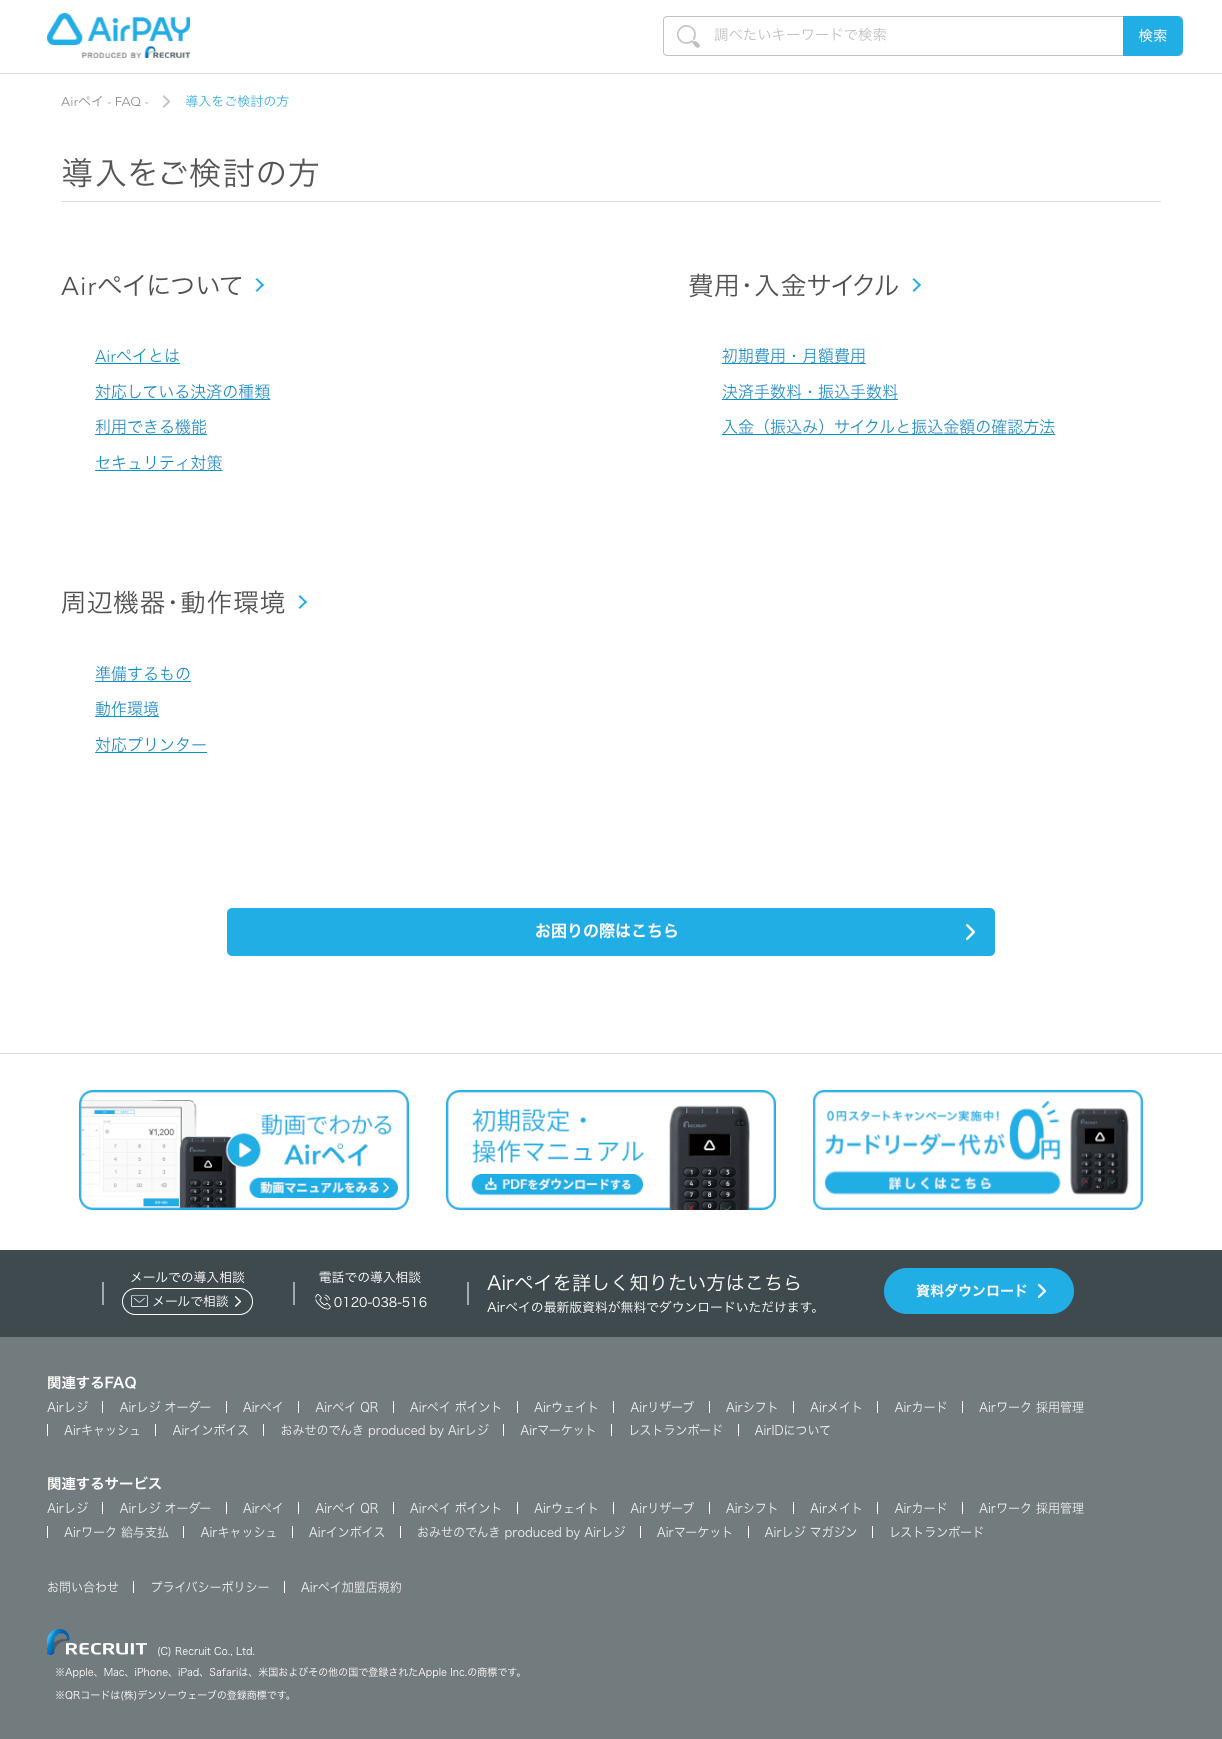 AirPAY
PRODUCED BY RECRUIT
調べたいキーワードで検索
検索
Airペイ - FAQ -
導入をご検討の方
導入をご検討の方
Airペイについて
Airペイとは
対応している決済の種類
利用できる機能
セキュリティ対策
費用・入金サイクル
初期費用・月額費用
決済手数料・振込手数料
入金（振込み）サイクルと振込金額の確認方法
周辺機器・動作環境
準備するもの
動作環境
対応プリンター
お困りの際はこちら
¥1,200
動画でわかる
Airペイ
動画マニュアルをみる
初期設定・
操作マニュアル
PDFをダウンロードする
RECRUIT
0円スタートキャンペーン実施中!
カードリーダー代が0円
詳しくはこちら
メールでの導入相談
メールで相談
電話での導入相談
0120-038-516
Airペイを詳しく知りたい方はこちら
Airペイの最新版資料が無料でダウンロードいただけます。
資料ダウンロード
関連するFAQ
Airレジ | Airレジ オーダー | Airペイ | Airペイ QR | Airペイ ポイント | Airウェイト | Airリザーブ | Airシフト | Airメイト | Airカード | Airワーク 採用管理
| Airキャッシュ | Airインボイス | おみせのでんき produced by Airレジ | Airマーケット | レストランボード | AirIDについて
関連するサービス
Airレジ | Airレジ オーダー | Airペイ | Airペイ QR | Airペイ ポイント | Airウェイト | Airリザーブ | Airシフト | Airメイト | Airカード | Airワーク 採用管理
| Airワーク 給与支払 | Airキャッシュ | Airインボイス | おみせのでんき produced by Airレジ | Airマーケット | Airレジ マガジン | レストランボード
お問い合わせ | プライバシーポリシー | Airペイ加盟店規約
RECRUIT (C) Recruit Co., Ltd.
※Apple、Mac、iPhone、iPad、Safariは、米国およびその他の国で登録されたApple Inc.の商標です。
※QRコードは(株)デンソーウェーブの登録商標です。